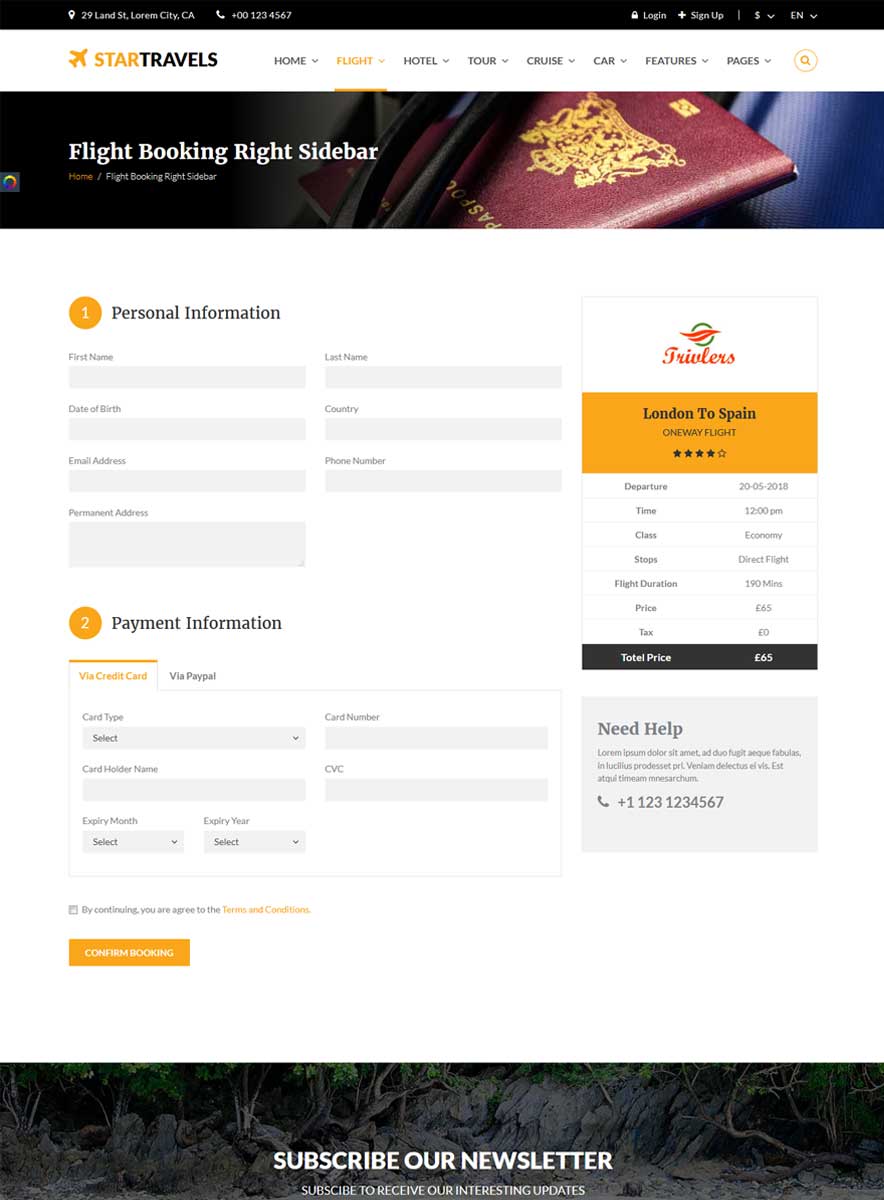 29 Land St, Lorem City, CA +00 123 4567 Login Sign Up | $ EN
STARTRAVELS HOME FLIGHT HOTEL TOUR CRUISE CAR FEATURES PAGES
Flight Booking Right Sidebar
Home / Flight Booking Right Sidebar
PASPO
1 Personal Information
First Name Last Name
Date of Birth Country
Email Address Phone Number
Permanent Address
2 Payment Information
Via Credit Card Via Paypal
Card Type Card Number
Select
Card Holder Name CVC
Expiry Month Expiry Year
Select Select
By continuing, you are agree to the Terms and Conditions.
CONFIRM BOOKING
Trivlers
London To Spain
ONEWAY FLIGHT
Departure 20-05-2018
Time 12:00 pm
Class Economy
Stops Direct Flight
Flight Duration 190 Mins
Price £65
Tax £0
Totel Price £65
Need Help
Lorem ipsum dolor sit amet, ad duo fugit aeque fabulas,
in lucilius prodesset pri. Veniam delectus ei vis. Est
atqui timeam mnesarchum.
+1 123 1234567
SUBSCRIBE OUR NEWSLETTER
SUBSCIBE TO RECEIVE OUR INTERESTING UPDATES